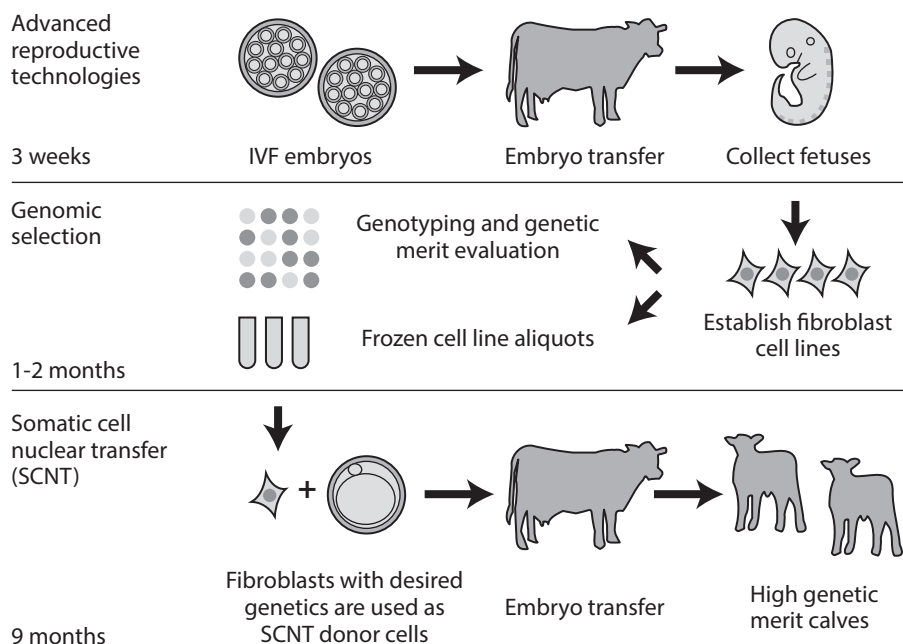 Advanced
reproductive
technologies
3 weeks
IVF embryos
Embryo transfer
Collect fetuses
Genomic
selection
Genotyping and genetic
merit evaluation
Frozen cell line aliquots
Establish fibroblast
cell lines
1-2 months
Somatic cell
nuclear transfer
(SCNT)
+
Fibroblasts with desired
genetics are used as
SCNT donor cells
Embryo transfer
High genetic
merit calves
9 months